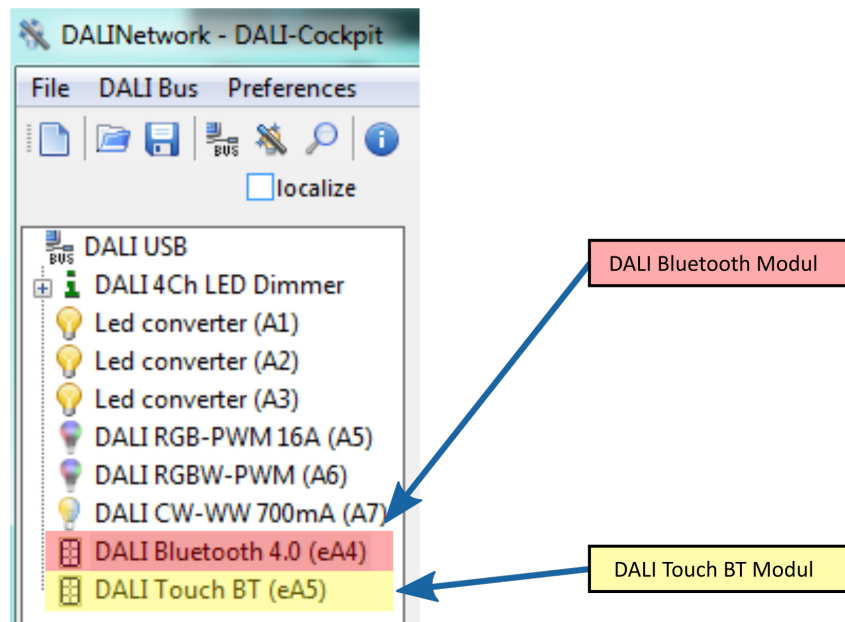 DALINetwork - DALI-Cockpit
File DALI Bus Preferences
BUS
localize
BUS DALI USB
DALI 4Ch LED Dimmer
Led converter (A1)
Led converter (A2)
Led converter (A3)
DALI RGB-PWM 16A (A5)
DALI RGBW-PWM (A6)
DALI CW-WW 700mA (A7)
DALI Bluetooth 4.0 (eA4)
DALI Touch BT (eA5)
DALI Bluetooth Modul
DALI Touch BT Modul